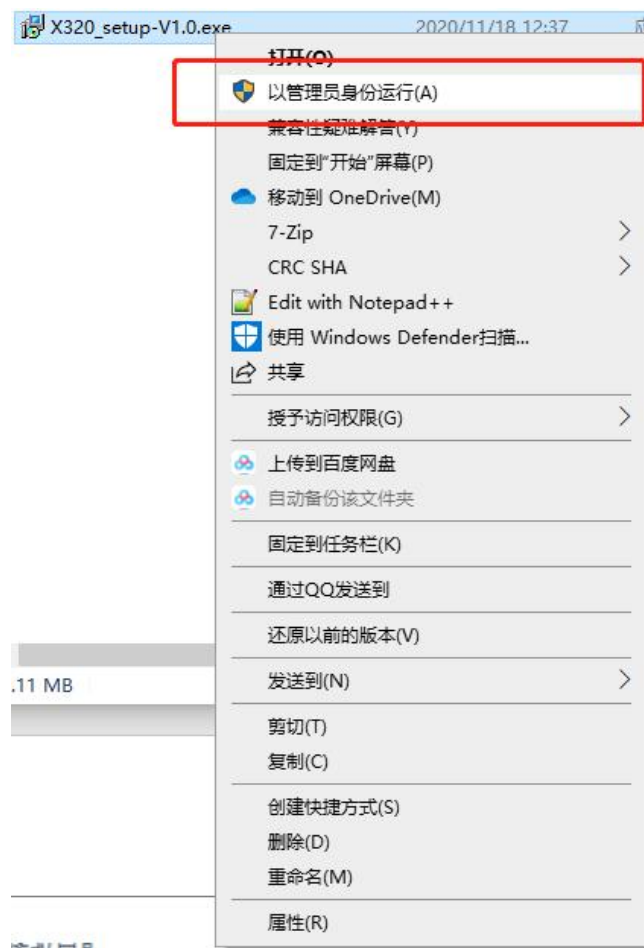 X320_setup-V1.0.exe 2020/11/18 12:37
打开(O)
以管理员身份运行(A)
兼容性疑难解答(Y)
固定到"开始"屏幕(P)
移动到 OneDrive(M)
7-Zip
CRC SHA
Edit with Notepad++
使用 Windows Defender扫描...
共享
授予访问权限(G)
上传到百度网盘
自动备份该文件夹
固定到任务栏(K)
通过QQ发送到
还原以前的版本(V)
发送到(N)
.11 MB
剪切(T)
复制(C)
创建快捷方式(S)
删除(D)
重命名(M)
属性(R)